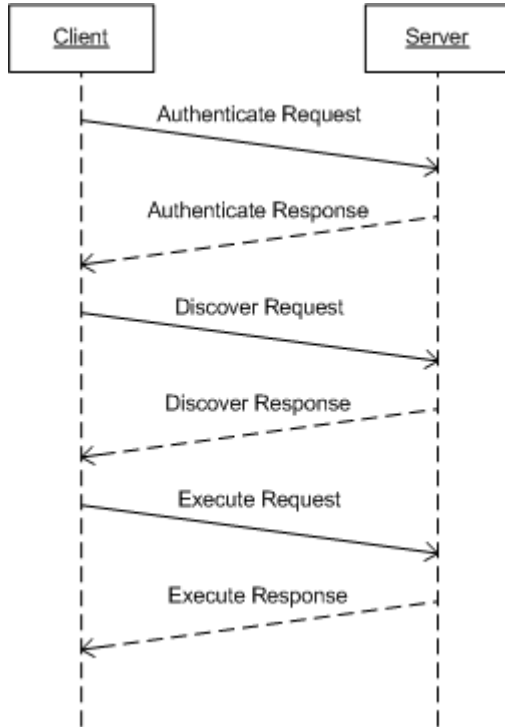 Client
Server
Authenticate Request
Authenticate Response
Discover Request
Discover Response
Execute Request
Execute Response